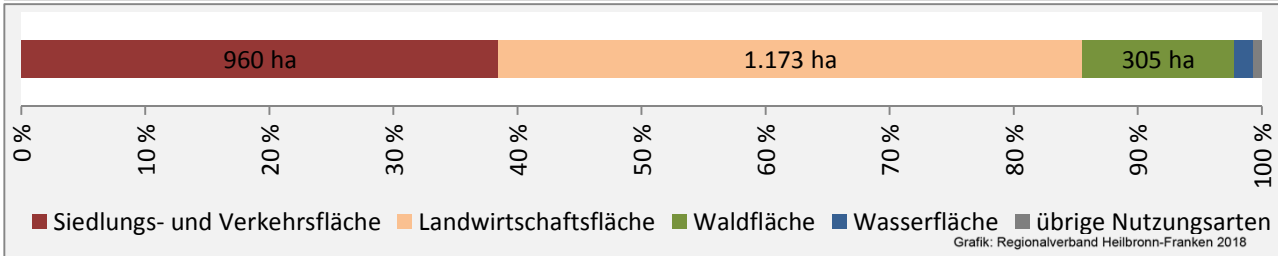 960 ha 1.173 ha 305 ha
0 % 10 % 20 % 30 % 40 % 50 % 60 % 70 % 80 % 90 % 100 %
Siedlungs- und Verkehrsfläche Landwirtschaftsfläche Waldfläche Wasserfläche übrige Nutzungsarten
Grafik: Regionalverband Heilbronn-Franken 2018